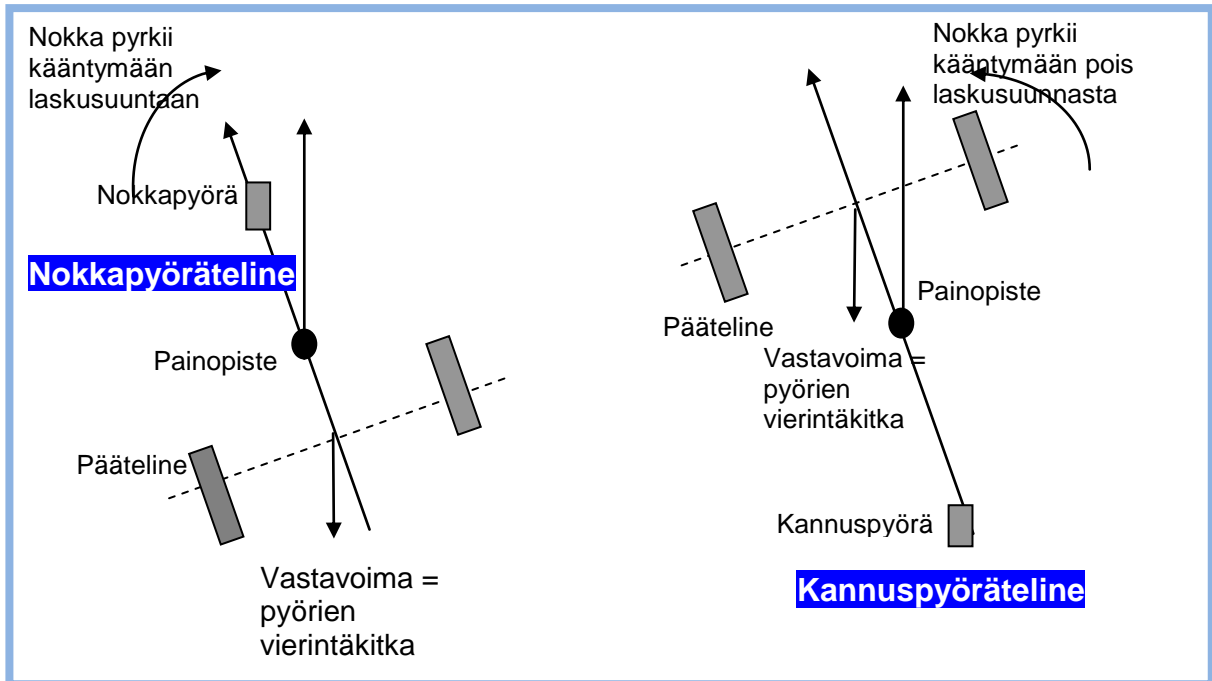 Nokka pyrkii
kääntymään
laskusuuntaan
Nokkapyörä
Nokkapyöräteline
Painopiste
Pääteline
Vastavoima =
pyörien
vierintäkitka
Nokka pyrkii
kääntymään pois
laskusuunnasta
Painopiste
Pääteline
Vastavoima =
pyörien
vierintäkitka
Kannuspyörä
Kannuspyöräteline